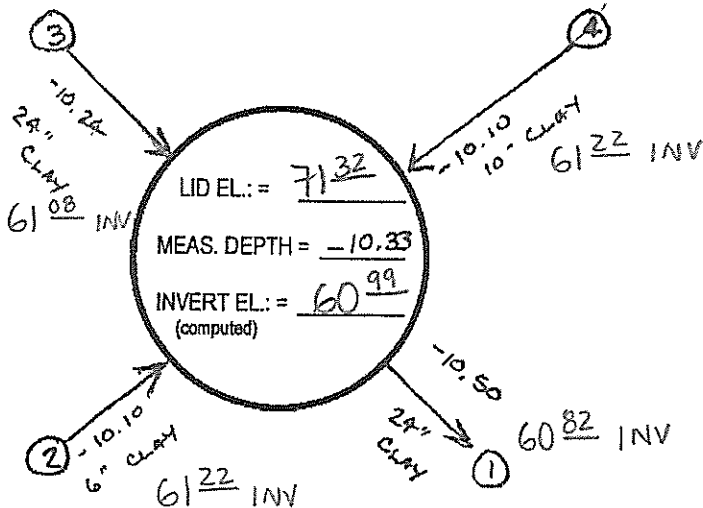 3
-10.24
24"
CLAY
61 08 INV
4
-10.10
10" CLAY
61 22 INV
LID EL.: = 71 32
MEAS. DEPTH = -10.33
INVERT EL.: = 60 99
(computed)
2
-10.10
6" CLAY
61 22 INV
-10.50
24"
CLAY
1
60 82 INV